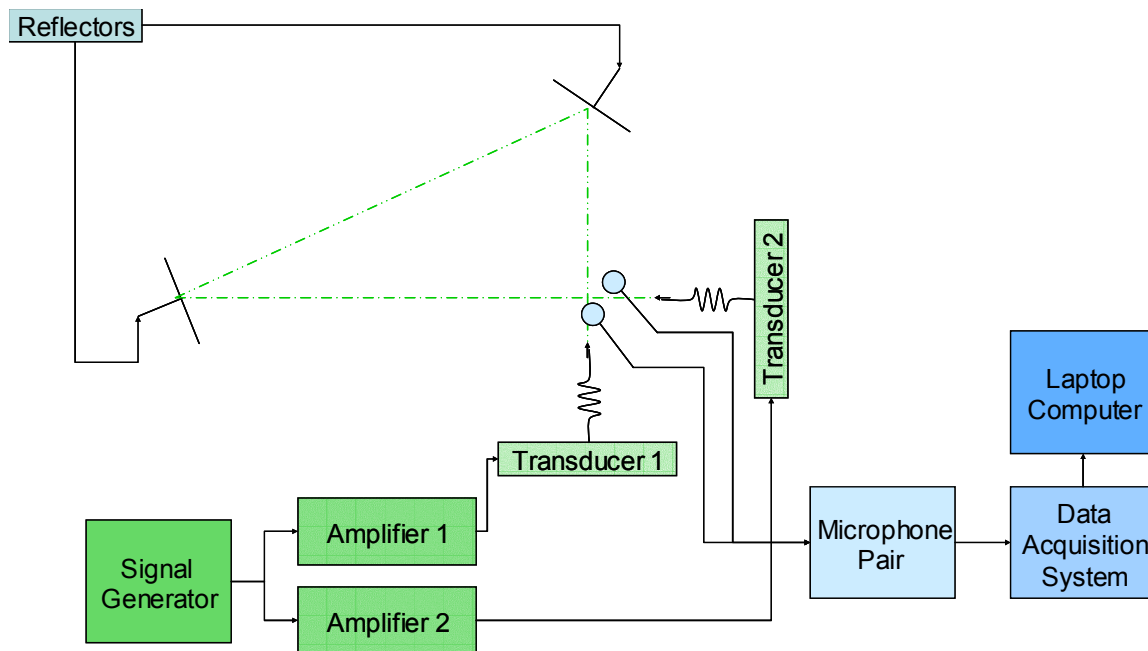 Reflectors
Transducer 2
Laptop
Computer
Transducer 1
Amplifier 1
Signal
Generator
Amplifier 2
Microphone
Pair
Data
Acquisition
System